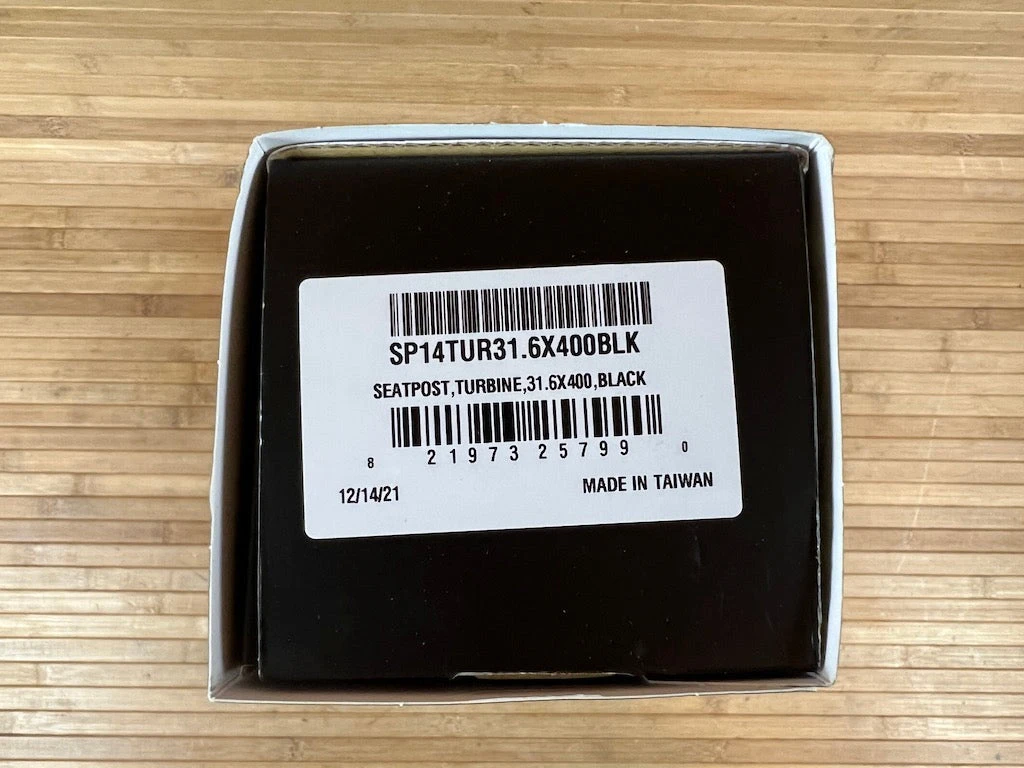 SP14TUR31.6X400BLK
SEATPOST,TURBINE,31.6X400,BLACK
8 21973 25799 0
12/14/21 MADE IN TAIWAN